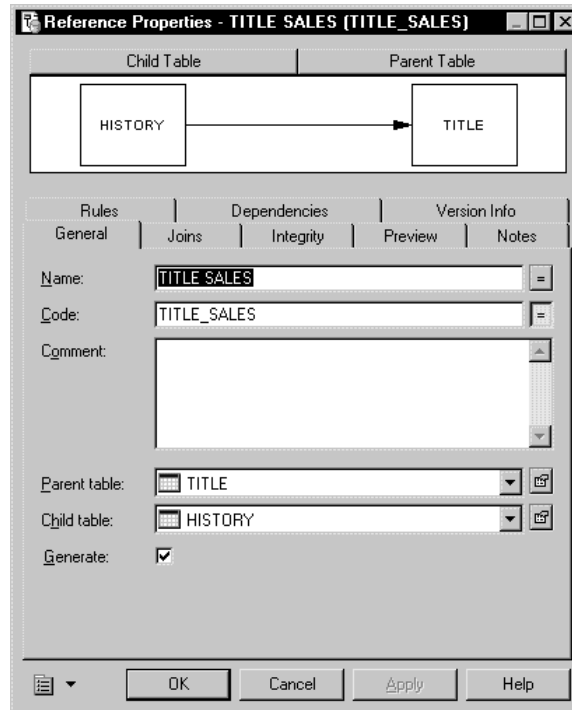 Reference Properties - TITLE SALES (TITLE_SALES)
Child Table Parent Table
HISTORY TITLE
Rules Dependencies Version Info
General Joins Integrity Preview Notes
Name: TITLE SALES =
Code: TITLE_SALES =
Comment:
Parent table: TITLE
Child table: HISTORY
Generate:
OK Cancel Apply Help